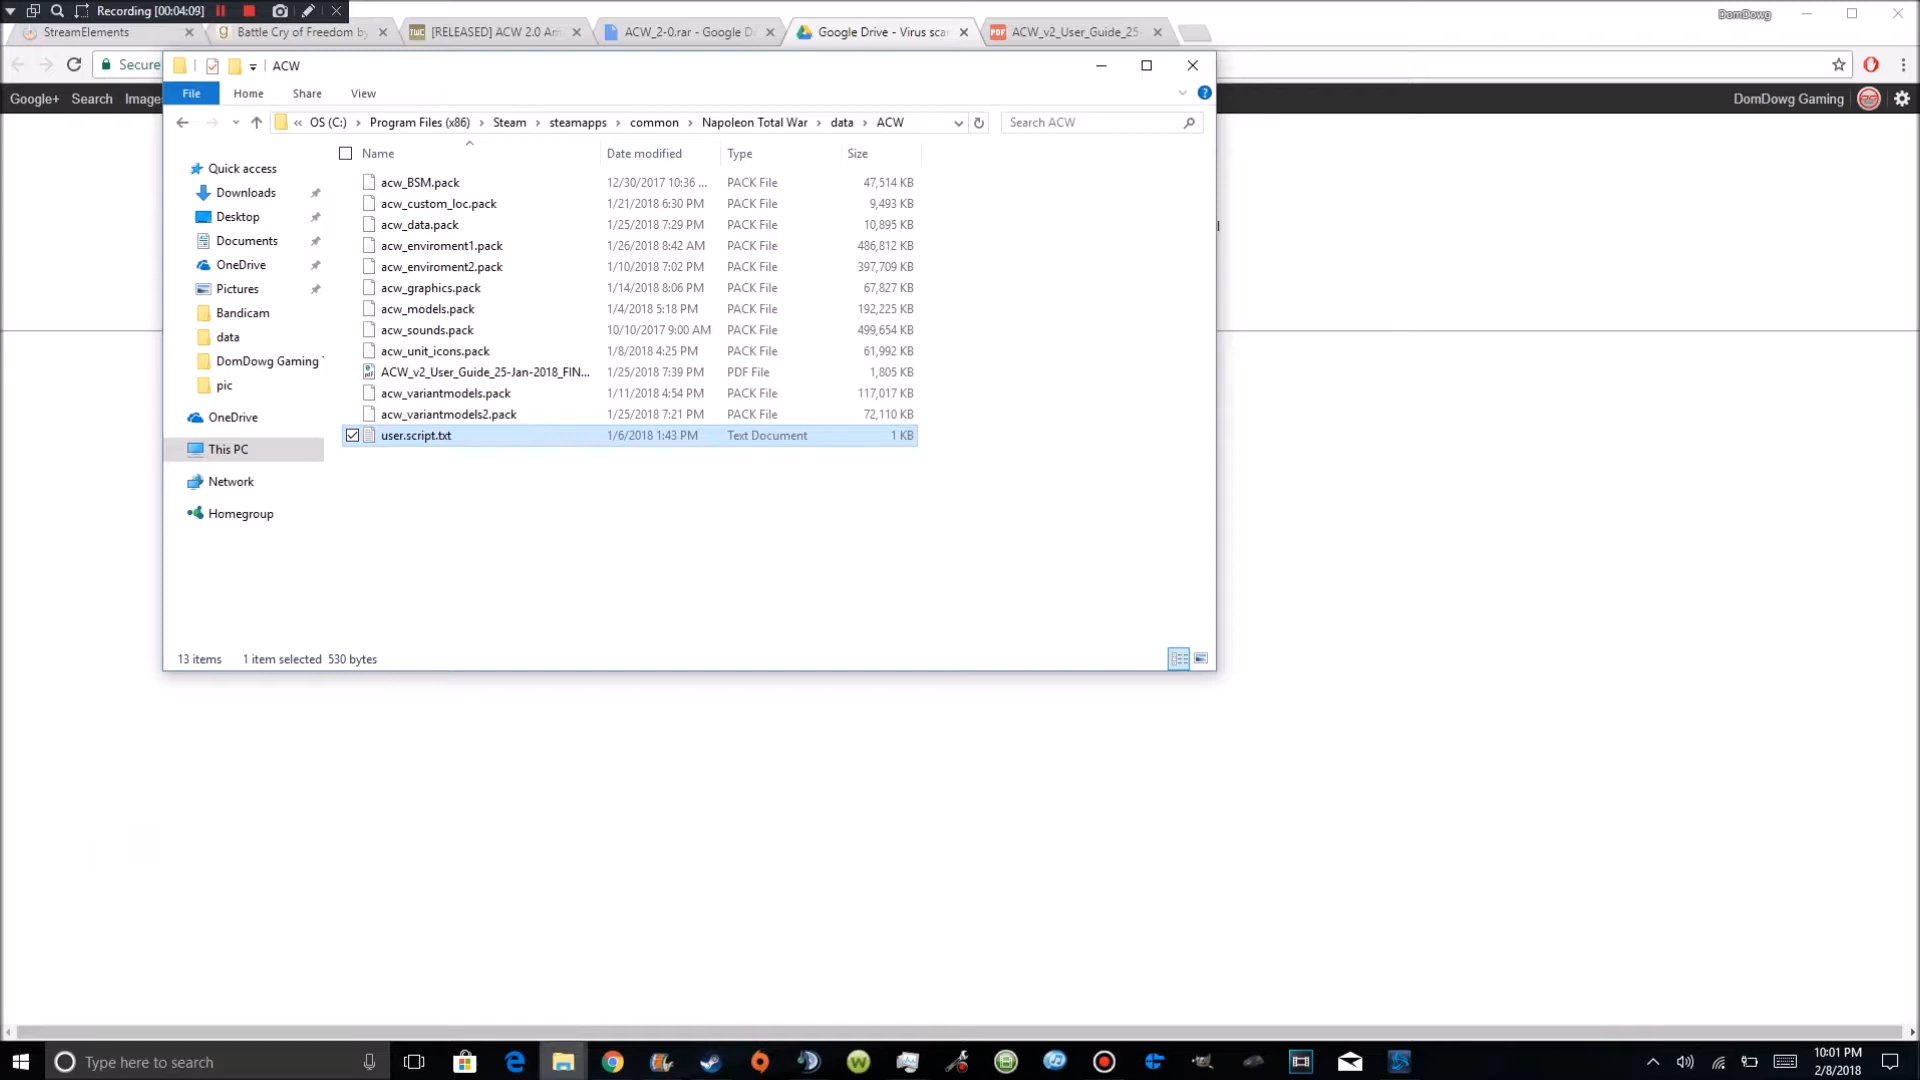 Recording [00:04:09]
DomDowg
StreamElements
Battle Cry of Freedom by
[RELEASED] ACW 2.0 Am
ACW_2-0.rar - Google D
Google Drive - Virus sca
ACW_v2_User_Guide_25-
Secure
ACW
File
Home
Share
View
Google+
Search
Image
DomDowg Gaming
« OS (C:) › Program Files (x86) › Steam › steamapps › common › Napoleon Total War › data › ACW
Search ACW
Name
Date modified
Type
Size
Quick access
Downloads
Desktop
Documents
OneDrive
Pictures
Bandicam
data
DomDowg Gaming
pic
OneDrive
This PC
Network
Homegroup
acw_BSM.pack 12/30/2017 10:36 ... PACK File 47,514 KB
acw_custom_loc.pack 1/21/2018 6:30 PM PACK File 9,493 KB
acw_data.pack 1/25/2018 7:29 PM PACK File 10,895 KB
acw_enviroment1.pack 1/26/2018 8:42 AM PACK File 486,812 KB
acw_enviroment2.pack 1/10/2018 7:02 PM PACK File 397,709 KB
acw_graphics.pack 1/14/2018 8:06 PM PACK File 67,827 KB
acw_models.pack 1/4/2018 5:18 PM PACK File 192,225 KB
acw_sounds.pack 10/10/2017 9:00 AM PACK File 499,654 KB
acw_unit_icons.pack 1/8/2018 4:25 PM PACK File 61,992 KB
ACW_v2_User_Guide_25-Jan-2018_FIN... 1/25/2018 7:39 PM PDF File 1,805 KB
acw_variantmodels.pack 1/11/2018 4:54 PM PACK File 117,017 KB
acw_variantmodels2.pack 1/25/2018 7:21 PM PACK File 72,110 KB
user.script.txt 1/6/2018 1:43 PM Text Document 1 KB
13 items
1 item selected 530 bytes
Type here to search
10:01 PM
2/8/2018